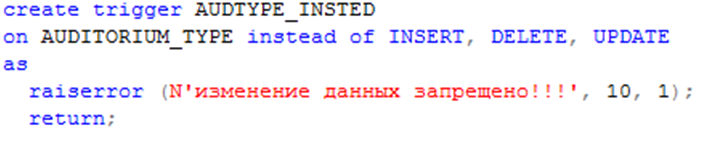 create trigger AUDTYPE_INSTED
on AUDITORIUM_TYPE instead of INSERT, DELETE, UPDATE
as
raiserror (N'изменение данных запрещено!!!', 10, 1);
return;